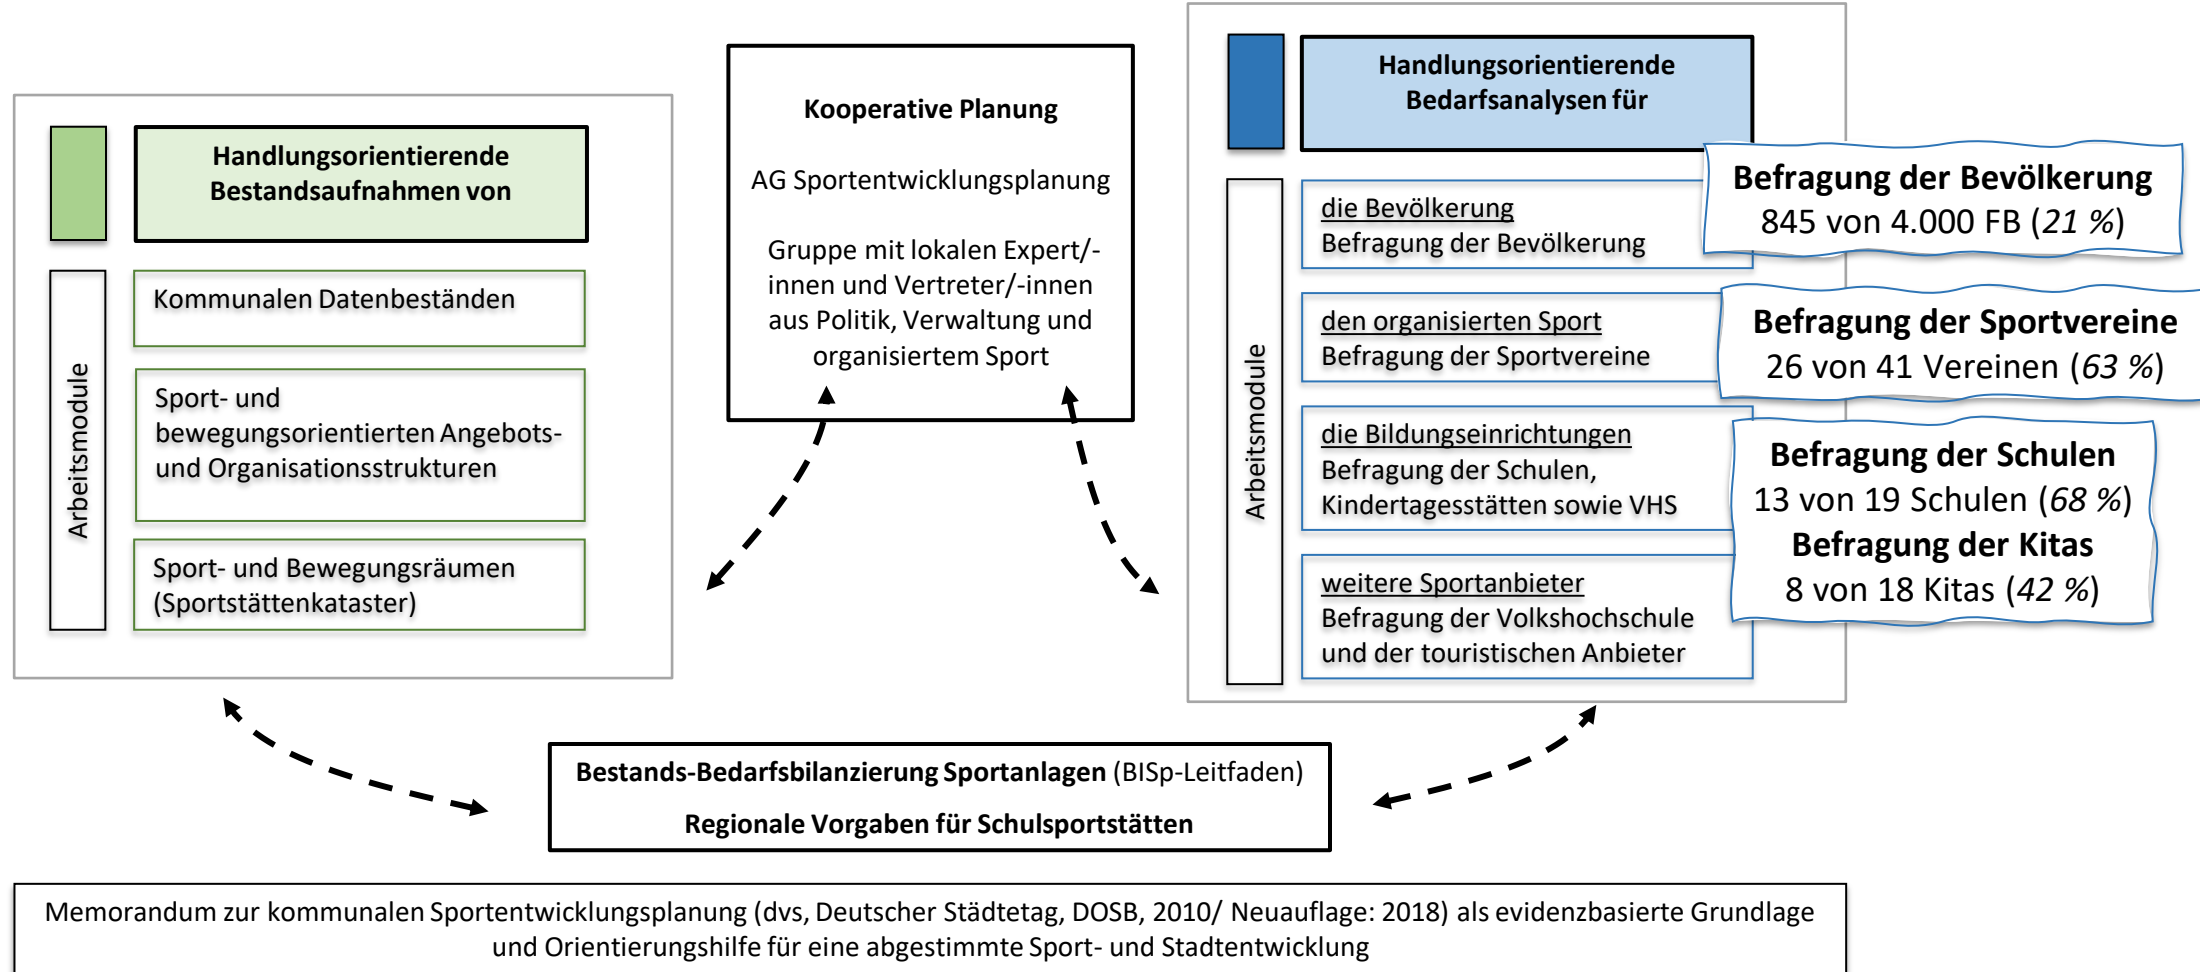 Handlungsorientierende
Bestandsaufnahmen von
Arbeitsmodule
Kommunalen Datenbeständen
Sport- und
bewegungsorientierten Angebots-
und Organisationsstrukturen
Sport- und Bewegungsräumen
(Sportstättenkataster)
Kooperative Planung
AG Sportentwicklungsplanung
Gruppe mit lokalen Expert/-
innen und Vertreter/-innen
aus Politik, Verwaltung und
organisiertem Sport
Handlungsorientierende
Bedarfsanalysen für
Arbeitsmodule
die Bevölkerung
Befragung der Bevölkerung
den organisierten Sport
Befragung der Sportvereine
die Bildungseinrichtungen
Befragung der Schulen,
Kindertagesstätten sowie VHS
weitere Sportanbieter
Befragung der Volkshochschule
und der touristischen Anbieter
Befragung der Bevölkerung
845 von 4.000 FB (21 %)
Befragung der Sportvereine
26 von 41 Vereinen (63 %)
Befragung der Schulen
13 von 19 Schulen (68 %)
Befragung der Kitas
8 von 18 Kitas (42 %)
Bestands-Bedarfsbilanzierung Sportanlagen (BISp-Leitfaden)
Regionale Vorgaben für Schulsportstätten
Memorandum zur kommunalen Sportentwicklungsplanung (dvs, Deutscher Städtetag, DOSB, 2010/ Neuauflage: 2018) als evidenzbasierte Grundlage
und Orientierungshilfe für eine abgestimmte Sport- und Stadtentwicklung